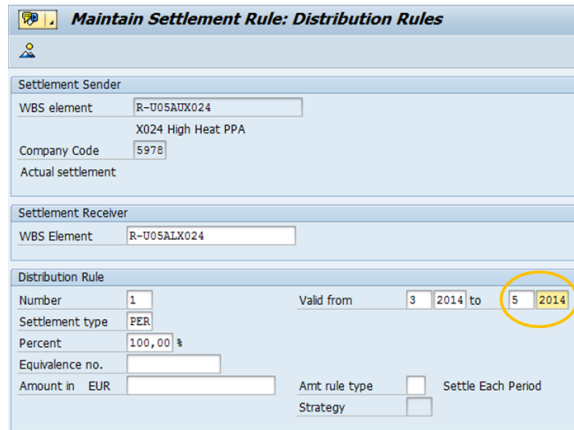 Maintain Settlement Rule: Distribution Rules
Settlement Sender
WBS element R-U05AUX024
X024 High Heat PPA
Company Code 5978
Actual settlement
Settlement Receiver
WBS Element R-U05ALX024
Distribution Rule
Number 1 Valid from 3 2014 to 5 2014
Settlement type PER
Percent 100,00 %
Equivalence no.
Amount in EUR Amt rule type Settle Each Period
Strategy